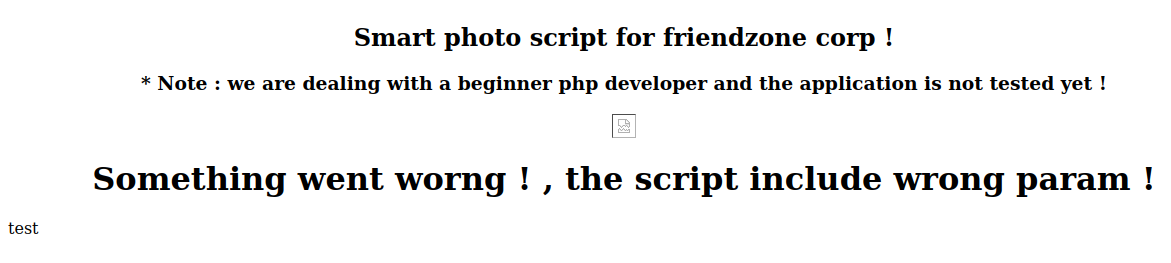 Smart photo script for friendzone corp !
* Note : we are dealing with a beginner php developer and the application is not tested yet !
Something went worng ! , the script include wrong param !
test